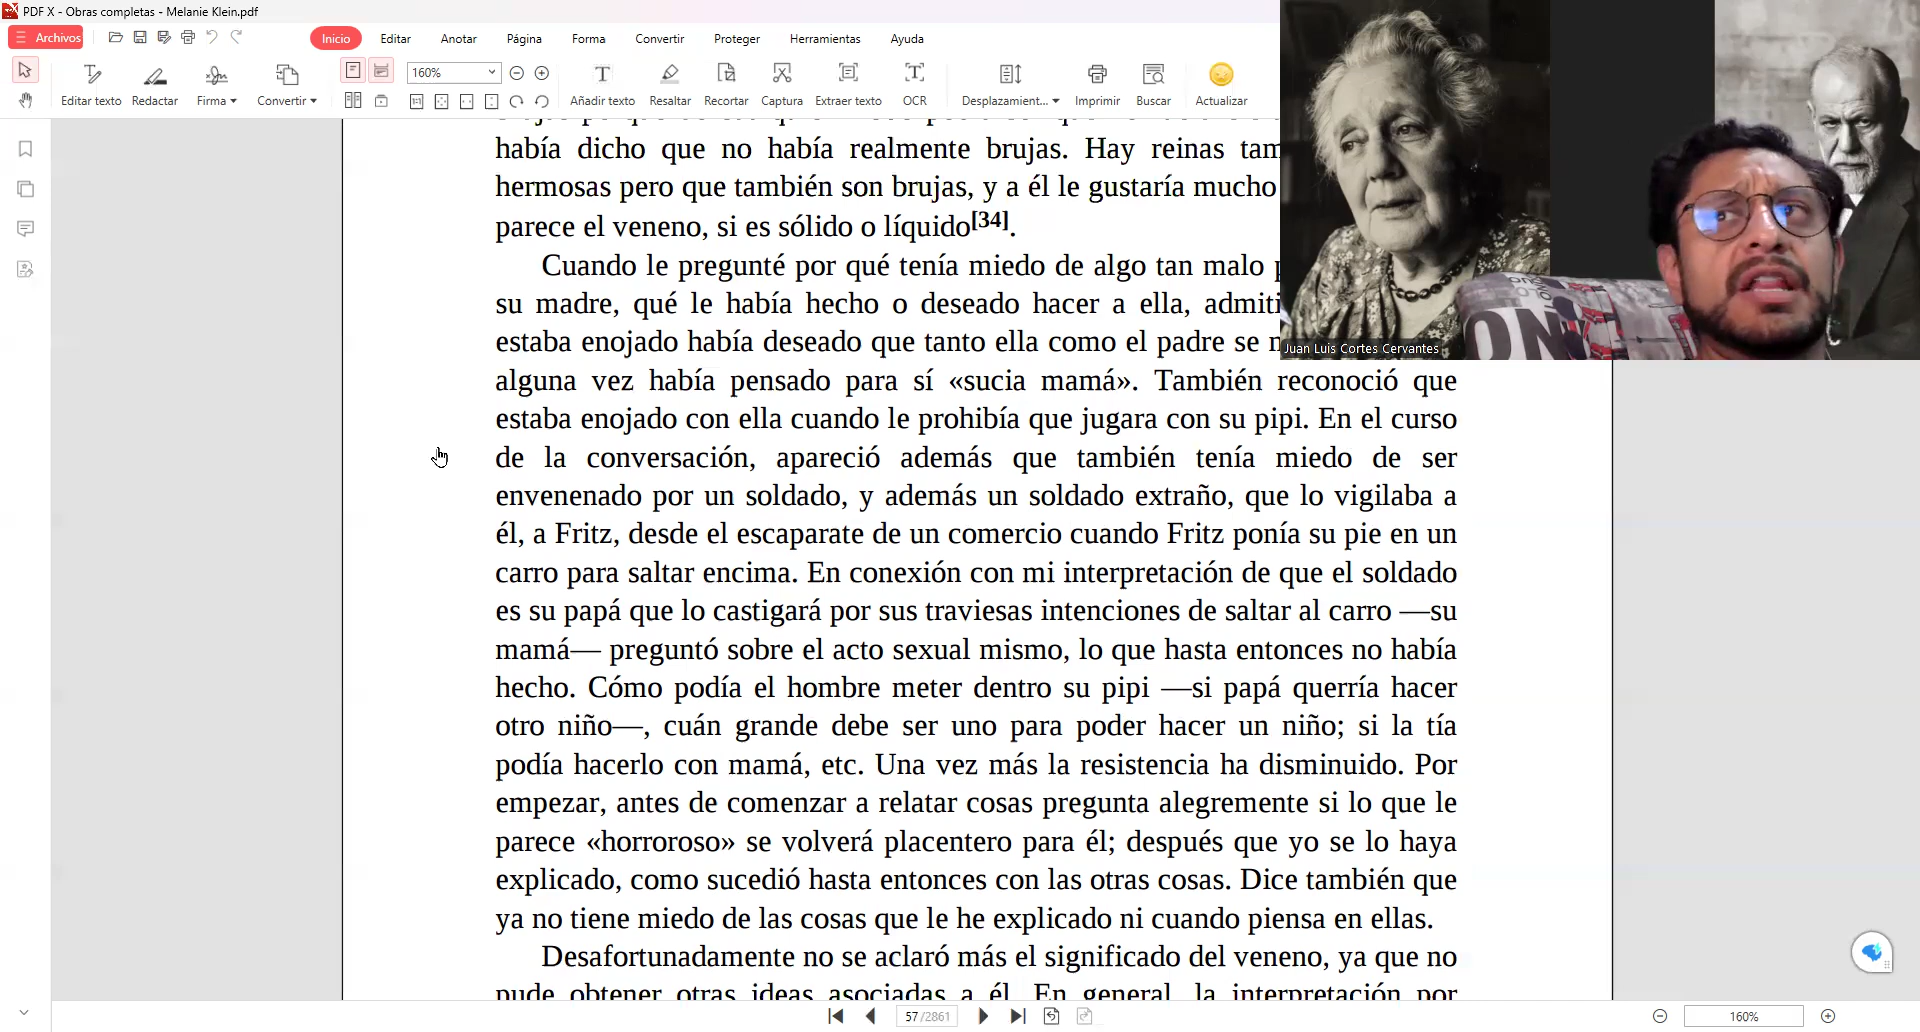 PDF X - Obras completas - Melanie Klein.pdf
Archivos
Inicio Editar Anotar Página Forma Convertir Proteger Herramientas Ayuda
160%
Editar texto Redactar Firma Convertir Añadir texto Resaltar Recortar Captura Extraer texto OCR Desplazamient... Imprimir Buscar Actualizar
había dicho que no había realmente brujas. Hay reinas tam
hermosas pero que también son brujas, y a él le gustaría mucho
parece el veneno, si es sólido o líquido[34].
Cuando le pregunté por qué tenía miedo de algo tan malo p
su madre, qué le había hecho o deseado hacer a ella, admiti
estaba enojado había deseado que tanto ella como el padre se m
alguna vez había pensado para sí «sucia mamá». También reconoció que
estaba enojado con ella cuando le prohibía que jugara con su pipi. En el curso
de la conversación, apareció además que también tenía miedo de ser
envenenado por un soldado, y además un soldado extraño, que lo vigilaba a
él, a Fritz, desde el escaparate de un comercio cuando Fritz ponía su pie en un
carro para saltar encima. En conexión con mi interpretación de que el soldado
es su papá que lo castigará por sus traviesas intenciones de saltar al carro —su
mamá— preguntó sobre el acto sexual mismo, lo que hasta entonces no había
hecho. Cómo podía el hombre meter dentro su pipi —si papá querría hacer
otro niño—, cuán grande debe ser uno para poder hacer un niño; si la tía
podía hacerlo con mamá, etc. Una vez más la resistencia ha disminuido. Por
empezar, antes de comenzar a relatar cosas pregunta alegremente si lo que le
parece «horroroso» se volverá placentero para él; después que yo se lo haya
explicado, como sucedió hasta entonces con las otras cosas. Dice también que
ya no tiene miedo de las cosas que le he explicado ni cuando piensa en ellas.
Desafortunadamente no se aclaró más el significado del veneno, ya que no
pude obtener otras ideas asociadas a él. En general, la interpretación por
Juan Luis Cortes Cervantes
57 /2861
160%